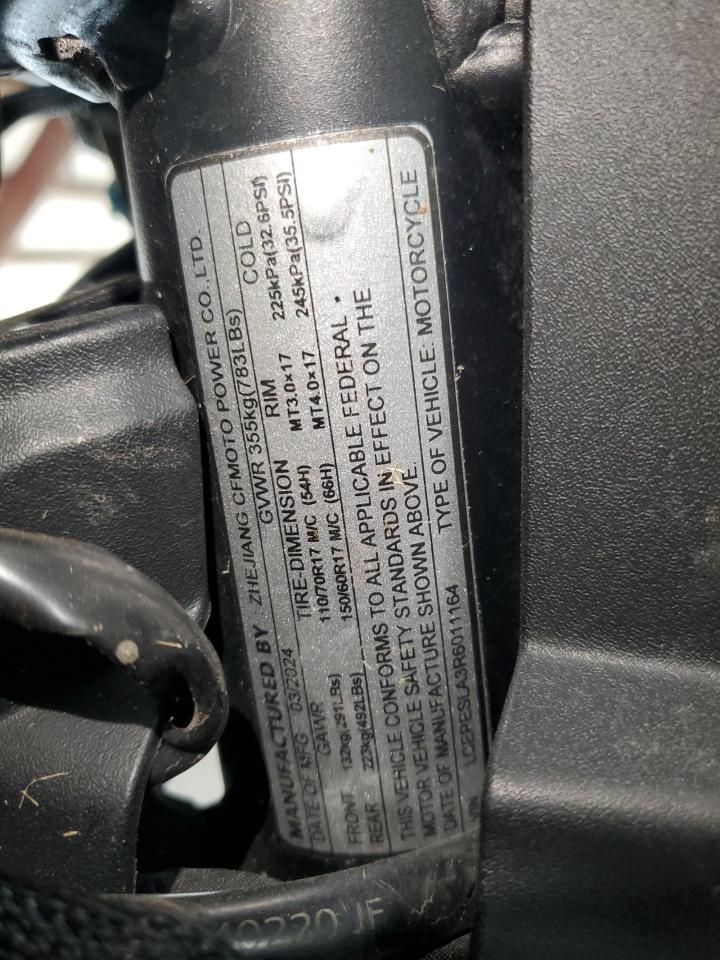 MANUFACTURED BY ZHEJIANG CFMOTO POWER CO.,LTD.
DATE OF MFG 03/2024 GVWR 355kg(783LBs)
GAWR TIRE-DIMENSION RIM COLD
FRONT 132kg(291LBs) 110/70R17 M/C (54H) MT3.0×17 225kPa(32.6PSI)
REAR 223kg(492LBs) 150/60R17 M/C (66H) MT4.0×17 245kPa(35.5PSI)
THIS VEHICLE CONFORMS TO ALL APPLICABLE FEDERAL
MOTOR VEHICLE SAFETY STANDARDS IN EFFECT ON THE
DATE OF MANUFACTURE SHOWN ABOVE.
VIN LCEPESLA3R6011164 TYPE OF VEHICLE: MOTORCYCLE
40220 JF